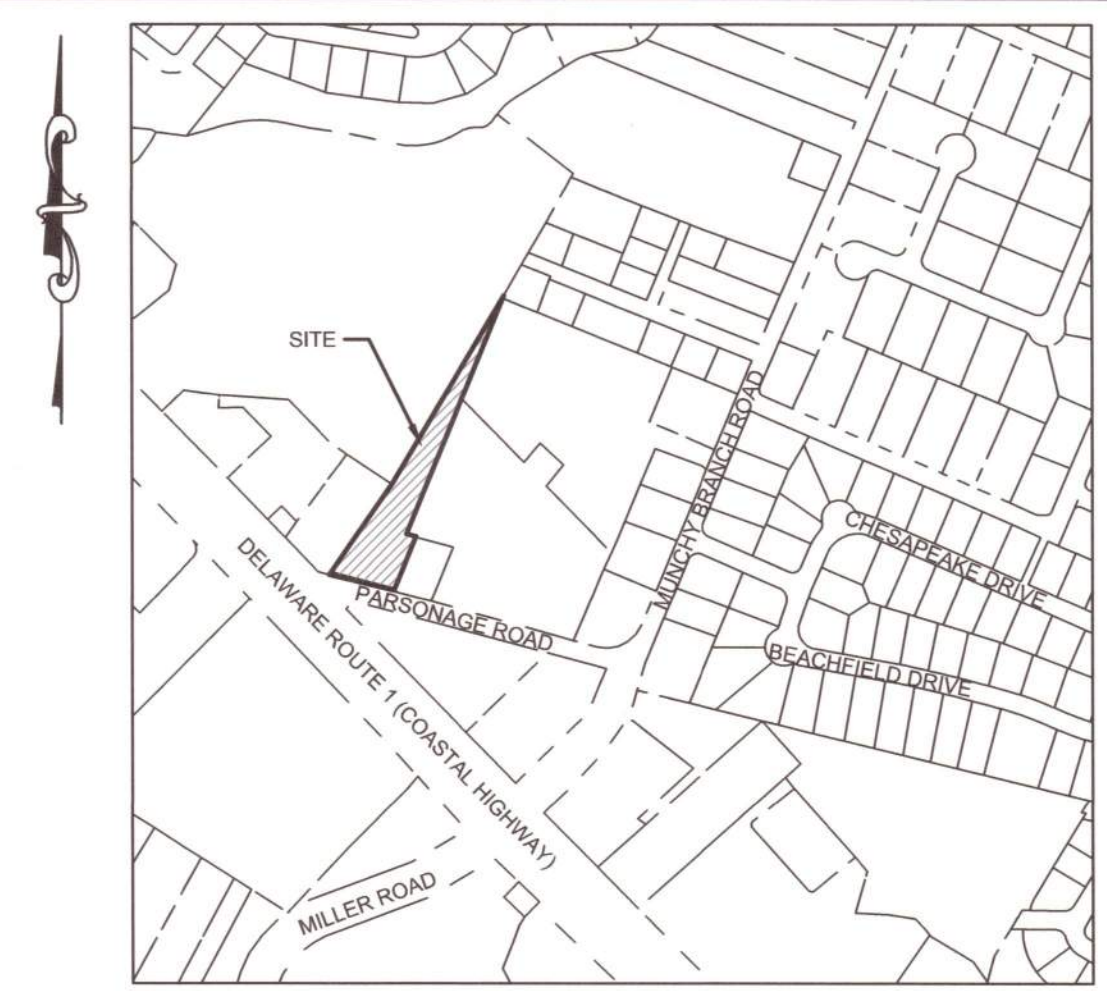 SITE
MUNCHY BRANCH ROAD
CHESAPEAKE DRIVE
DELAWARE ROUTE 1 (COASTAL HIGHWAY)
PARSONAGE ROAD
BEACHFIELD DRIVE
MILLER ROAD